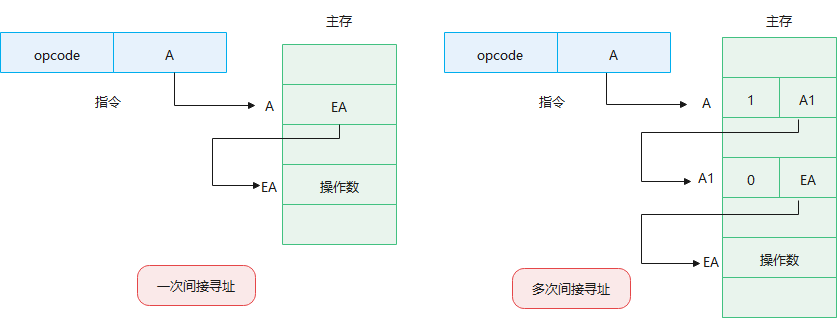 主存
opcode A
指令
A
EA
EA
操作数
一次间接寻址
主存
opcode A
指令
A
1 A1
A1
0 EA
EA
操作数
多次间接寻址